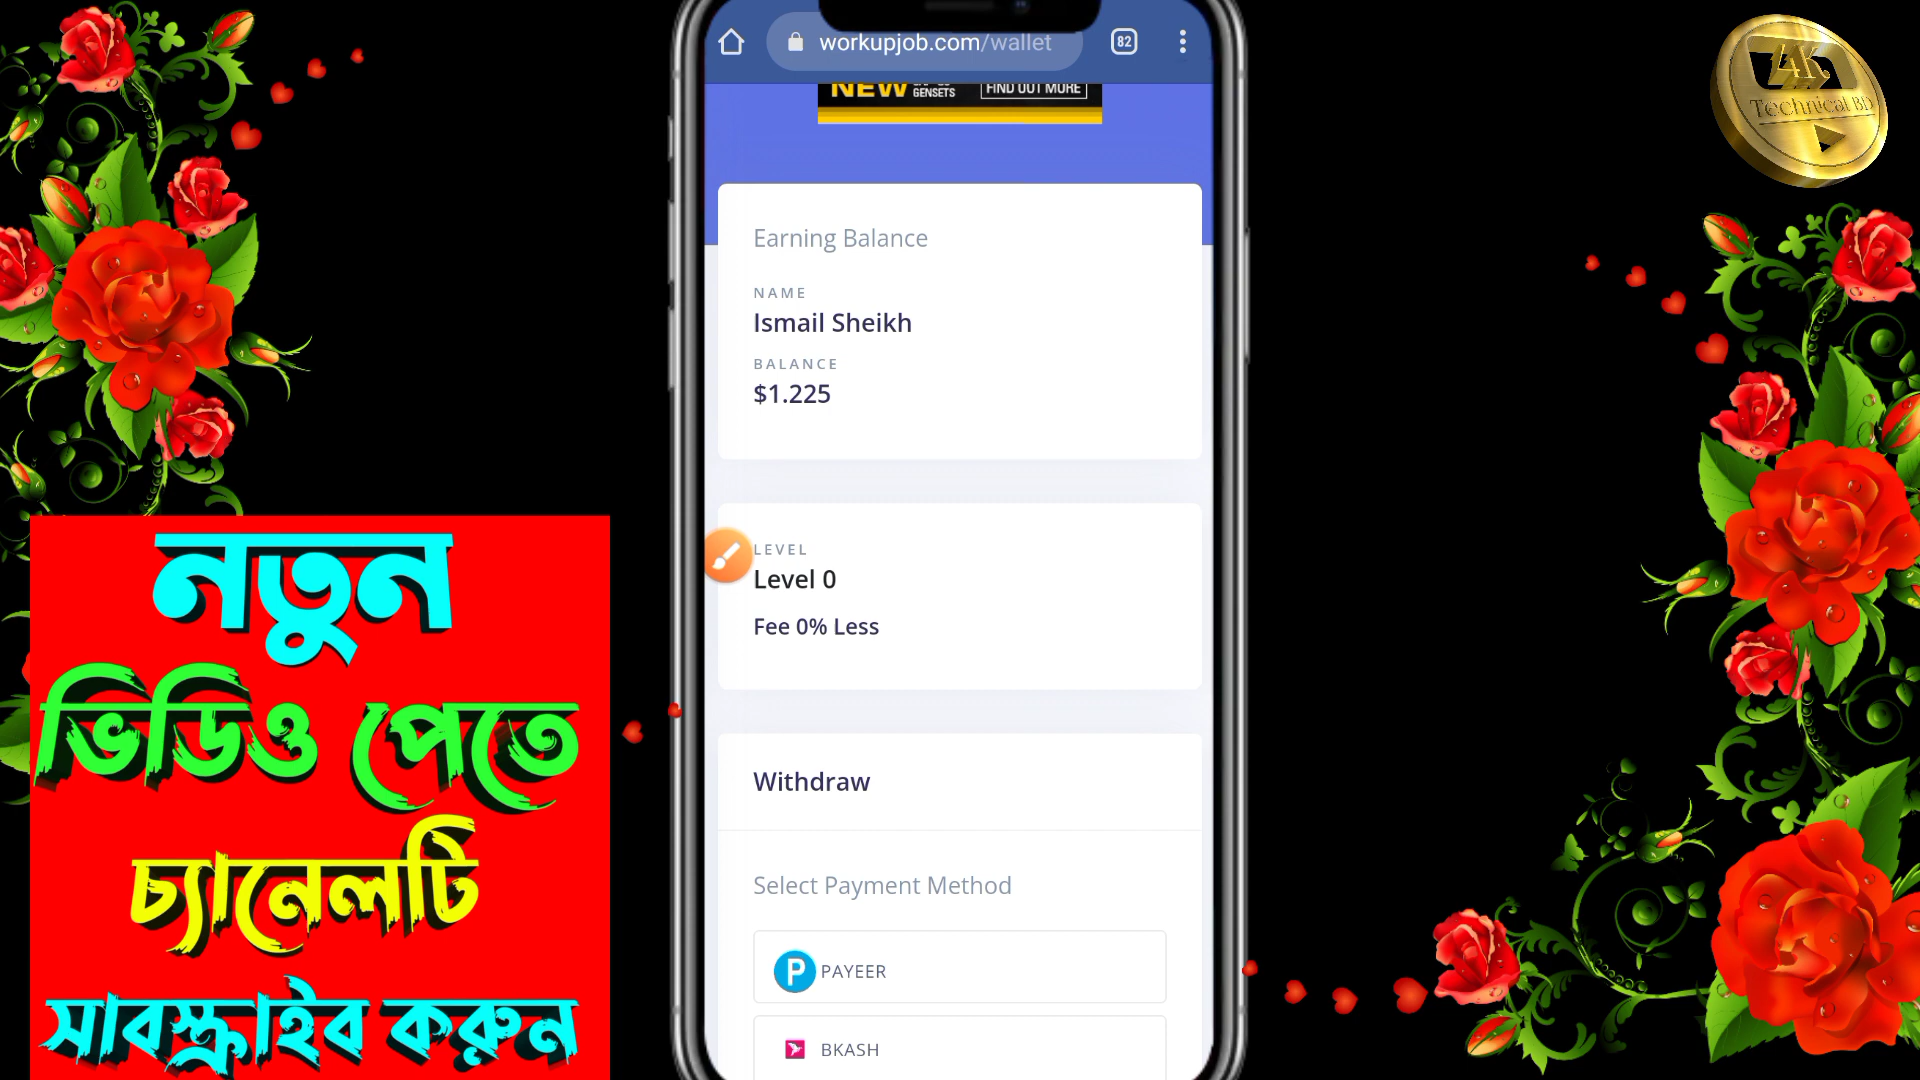 workupjob.com/wallet
82
NEW GENSETS FIND OUT MORE
4K
Technical BD
Earning Balance
NAME
Ismail Sheikh
BALANCE
$1.225
LEVEL
Level 0
Fee 0% Less
Withdraw
Select Payment Method
P PAYEER
BKASH
নতুন
ভিডিও পেতে
চ্যানেলটি
সাবস্ক্রাইব করুন